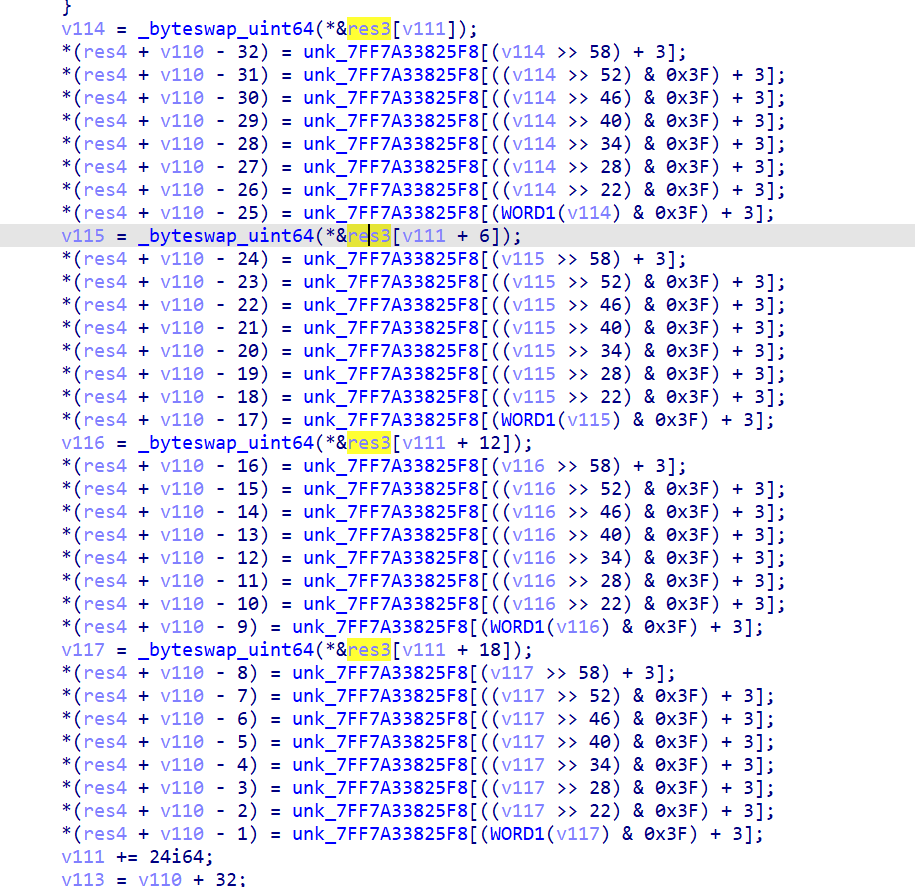 }
v114 = _byteswap_uint64(*&res3[v111]);
*(res4 + v110 - 32) = unk_7FF7A33825F8[(v114 >> 58) + 3];
*(res4 + v110 - 31) = unk_7FF7A33825F8[((v114 >> 52) & 0x3F) + 3];
*(res4 + v110 - 30) = unk_7FF7A33825F8[((v114 >> 46) & 0x3F) + 3];
*(res4 + v110 - 29) = unk_7FF7A33825F8[((v114 >> 40) & 0x3F) + 3];
*(res4 + v110 - 28) = unk_7FF7A33825F8[((v114 >> 34) & 0x3F) + 3];
*(res4 + v110 - 27) = unk_7FF7A33825F8[((v114 >> 28) & 0x3F) + 3];
*(res4 + v110 - 26) = unk_7FF7A33825F8[((v114 >> 22) & 0x3F) + 3];
*(res4 + v110 - 25) = unk_7FF7A33825F8[(WORD1(v114) & 0x3F) + 3];
v115 = _byteswap_uint64(*&res3[v111 + 6]);
*(res4 + v110 - 24) = unk_7FF7A33825F8[(v115 >> 58) + 3];
*(res4 + v110 - 23) = unk_7FF7A33825F8[((v115 >> 52) & 0x3F) + 3];
*(res4 + v110 - 22) = unk_7FF7A33825F8[((v115 >> 46) & 0x3F) + 3];
*(res4 + v110 - 21) = unk_7FF7A33825F8[((v115 >> 40) & 0x3F) + 3];
*(res4 + v110 - 20) = unk_7FF7A33825F8[((v115 >> 34) & 0x3F) + 3];
*(res4 + v110 - 19) = unk_7FF7A33825F8[((v115 >> 28) & 0x3F) + 3];
*(res4 + v110 - 18) = unk_7FF7A33825F8[((v115 >> 22) & 0x3F) + 3];
*(res4 + v110 - 17) = unk_7FF7A33825F8[(WORD1(v115) & 0x3F) + 3];
v116 = _byteswap_uint64(*&res3[v111 + 12]);
*(res4 + v110 - 16) = unk_7FF7A33825F8[(v116 >> 58) + 3];
*(res4 + v110 - 15) = unk_7FF7A33825F8[((v116 >> 52) & 0x3F) + 3];
*(res4 + v110 - 14) = unk_7FF7A33825F8[((v116 >> 46) & 0x3F) + 3];
*(res4 + v110 - 13) = unk_7FF7A33825F8[((v116 >> 40) & 0x3F) + 3];
*(res4 + v110 - 12) = unk_7FF7A33825F8[((v116 >> 34) & 0x3F) + 3];
*(res4 + v110 - 11) = unk_7FF7A33825F8[((v116 >> 28) & 0x3F) + 3];
*(res4 + v110 - 10) = unk_7FF7A33825F8[((v116 >> 22) & 0x3F) + 3];
*(res4 + v110 - 9) = unk_7FF7A33825F8[(WORD1(v116) & 0x3F) + 3];
v117 = _byteswap_uint64(*&res3[v111 + 18]);
*(res4 + v110 - 8) = unk_7FF7A33825F8[(v117 >> 58) + 3];
*(res4 + v110 - 7) = unk_7FF7A33825F8[((v117 >> 52) & 0x3F) + 3];
*(res4 + v110 - 6) = unk_7FF7A33825F8[((v117 >> 46) & 0x3F) + 3];
*(res4 + v110 - 5) = unk_7FF7A33825F8[((v117 >> 40) & 0x3F) + 3];
*(res4 + v110 - 4) = unk_7FF7A33825F8[((v117 >> 34) & 0x3F) + 3];
*(res4 + v110 - 3) = unk_7FF7A33825F8[((v117 >> 28) & 0x3F) + 3];
*(res4 + v110 - 2) = unk_7FF7A33825F8[((v117 >> 22) & 0x3F) + 3];
*(res4 + v110 - 1) = unk_7FF7A33825F8[(WORD1(v117) & 0x3F) + 3];
v111 += 24i64;
v113 = v110 + 32;